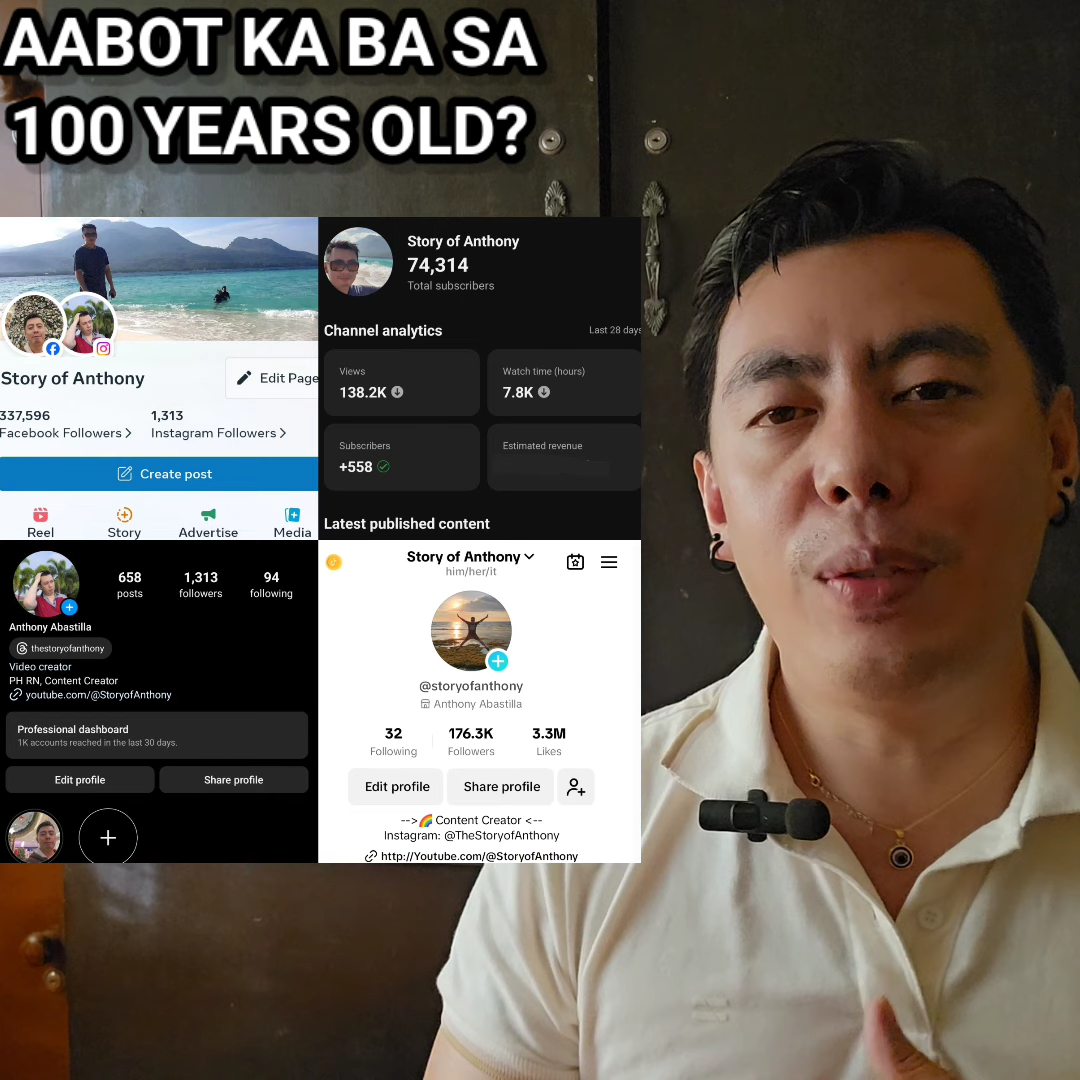 AABOT KA BA SA
100 YEARS OLD?
Story of Anthony
Edit Page
337,596
Facebook Followers
1,313
Instagram Followers
Create post
Reel
Story
Advertise
Media
Story of Anthony
74,314
Total subscribers
Channel analytics
Last 28 days
Views
138.2K
Watch time (hours)
7.8K
Subscribers
+558
Estimated revenue
Latest published content
658
posts
1,313
followers
94
following
Anthony Abastilla
thestoryofanthony
Video creator
PH RN, Content Creator
youtube.com/@StoryofAnthony
Professional dashboard
1K accounts reached in the last 30 days.
Edit profile
Share profile
Story of Anthony
him/her/it
@storyofanthony
Anthony Abastilla
32
Following
176.3K
Followers
3.3M
Likes
Edit profile
Share profile
-->🌈 Content Creator <--
Instagram: @TheStoryofAnthony
http://Youtube.com/@StoryofAnthony